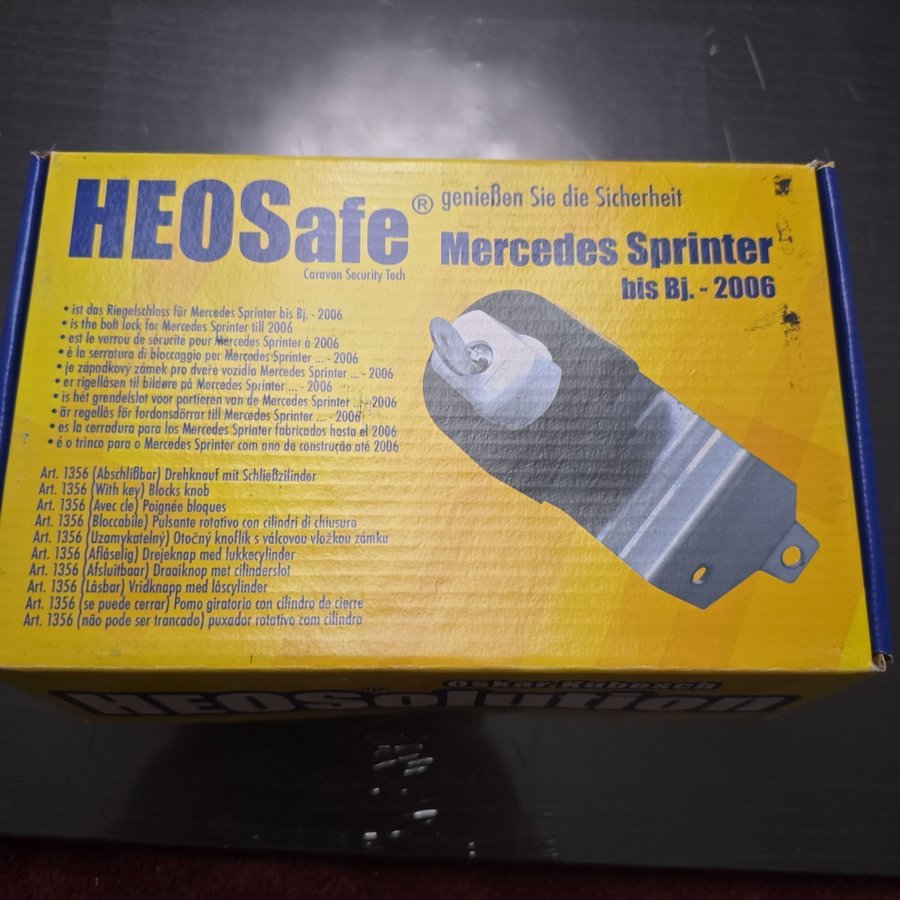 HEOSafe®
Caravan Security Tech
genießen Sie die Sicherheit
Mercedes Sprinter
bis Bj. - 2006
• ist das Riegelschloss für Mercedes Sprinter bis Bj. - 2006
• is the bolt lock for Mercedes Sprinter till 2006
• est le verrou de sécurité pour Mercedes Sprinter à 2006
• è la serratura di bloccaggio per Mercedes Sprinter ... - 2006
• je západkový zámek pro dveře vozidla Mercedes Sprinter ... - 2006
• er rigellåsen til bildøre på Mercedes Sprinter ... - 2006
• is hét grendelslot voor portieren van de Mercedes Sprinter ... - 2006
• är regellås för fordonsdörrar till Mercedes Sprinter ... - 2006
• es la cerradura para los Mercedes Sprinter fabricados hasta el 2006
• é o trinco para o Mercedes Sprinter com ano de construção até 2006
Art. 1356 (Abschlißbar) Drehknauf mit Schließzilinder
Art. 1356 (With key) Blocks knob
Art. 1356 (Avec cle) Poignée bloques
Art. 1356 (Bloccabile) Pulsante rotativo con cilindri di chiusura
Art. 1356 (Uzamykatelný) Otočný knoflík s válcovou vložkou zámku
Art. 1356 (Aflåselig) Drejeknap med lukkecylinder
Art. 1356 (Afsluitbaar) Draaiknop met cilinderslot
Art. 1356 (Låsbar) Vridknapp med låscylinder
Art. 1356 (se puede cerrar) Pomo giratorio con cilindro de cierre
Art. 1356 (não pode ser trancado) puxador rotativo com cilindro
Oskar Kubesch
HEOSolution